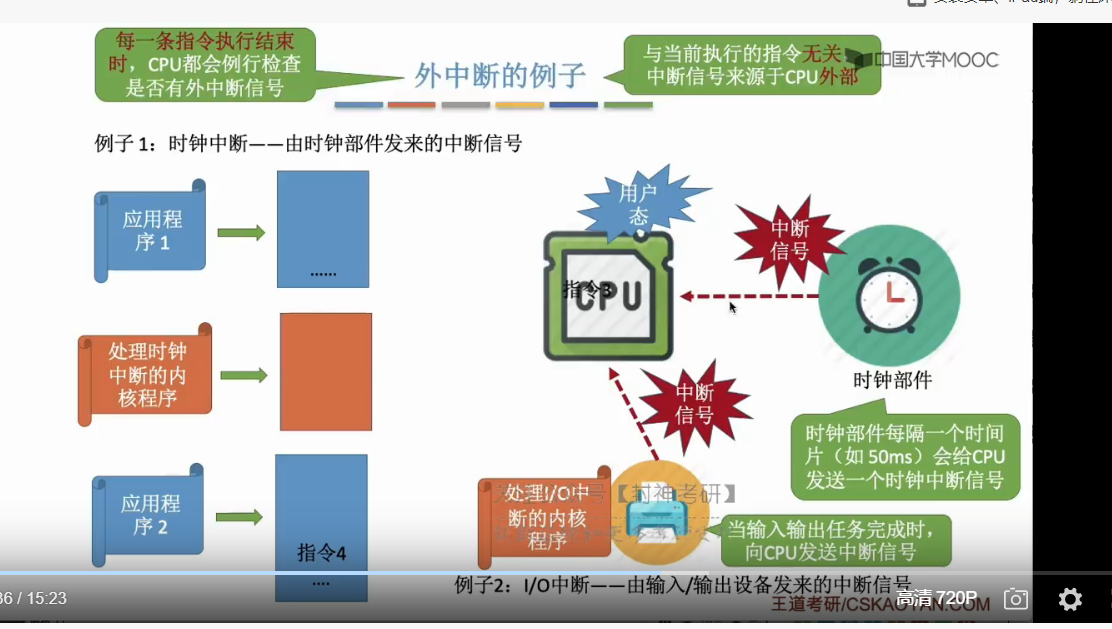 每一条指令执行结束
时，CPU都会例行检查
是否有外中断信号
外中断的例子
与当前执行的指令无关，
中断信号来源于CPU外部
中国大学MOOC
例子 1：时钟中断——由时钟部件发来的中断信号
应用程
序 1
......
用户
态
中断
信号
指令3
CPU
处理时钟
中断的内
核程序
时钟部件
中断
信号
时钟部件每隔一个时间
片（如 50ms）会给CPU
发送一个时钟中断信号
应用程
序 2
指令4
....
处理I/O中
断的内核
程序
号【封神考研】
当输入输出任务完成时，
向CPU发送中断信号
例子2：I/O中断——由输入/输出设备发来的中断信号
王道考研/CSKAOYAN.COM
36 / 15:23
高清 720P